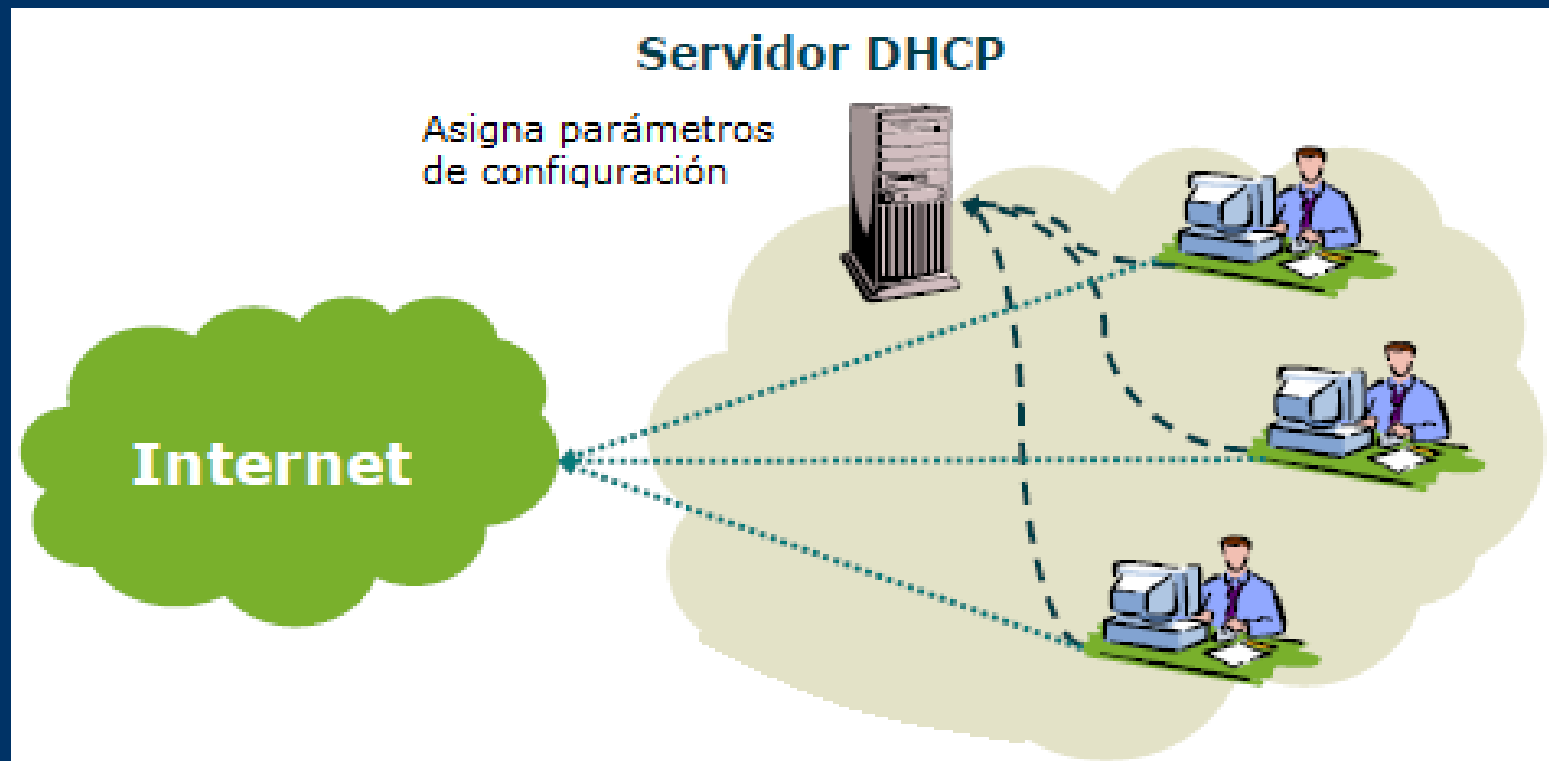 Servidor DHCP
Asigna parámetros
de configuración
Internet